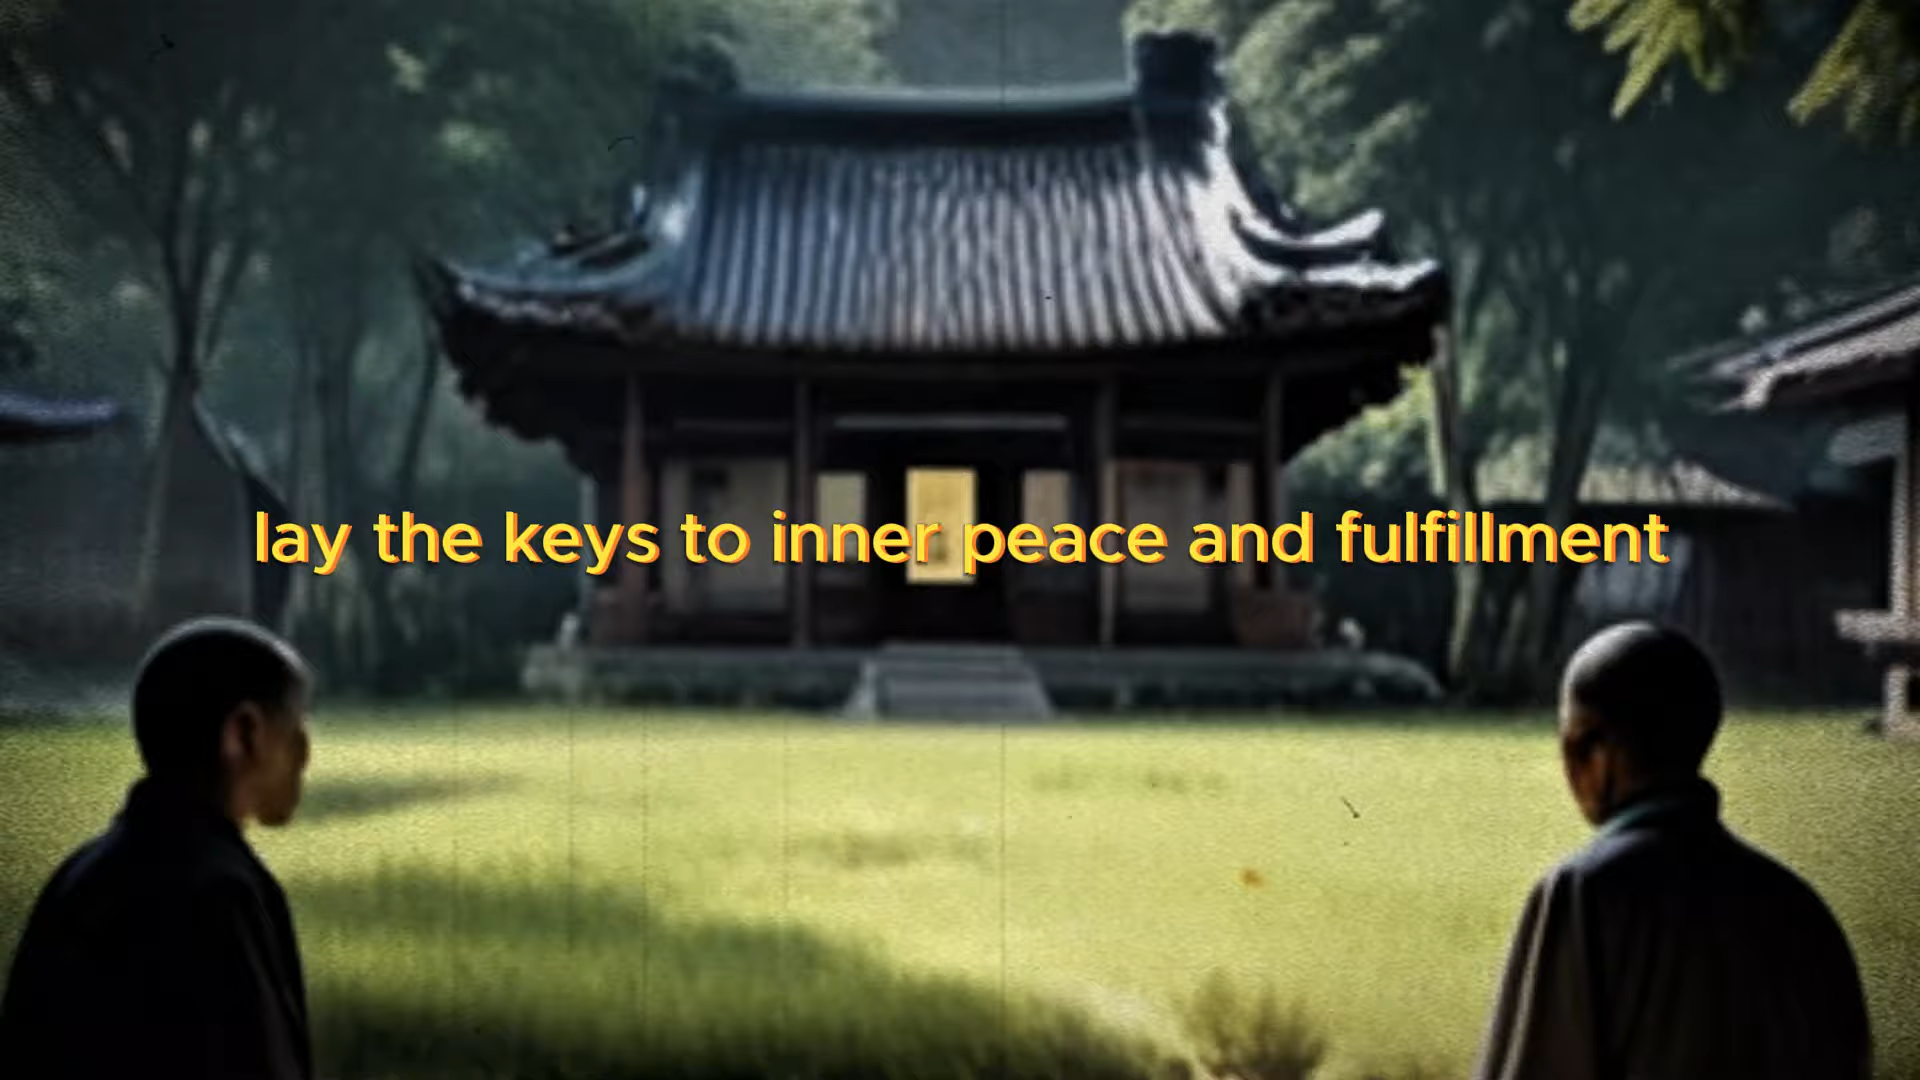 lay the keys to inner peace and fulfillment